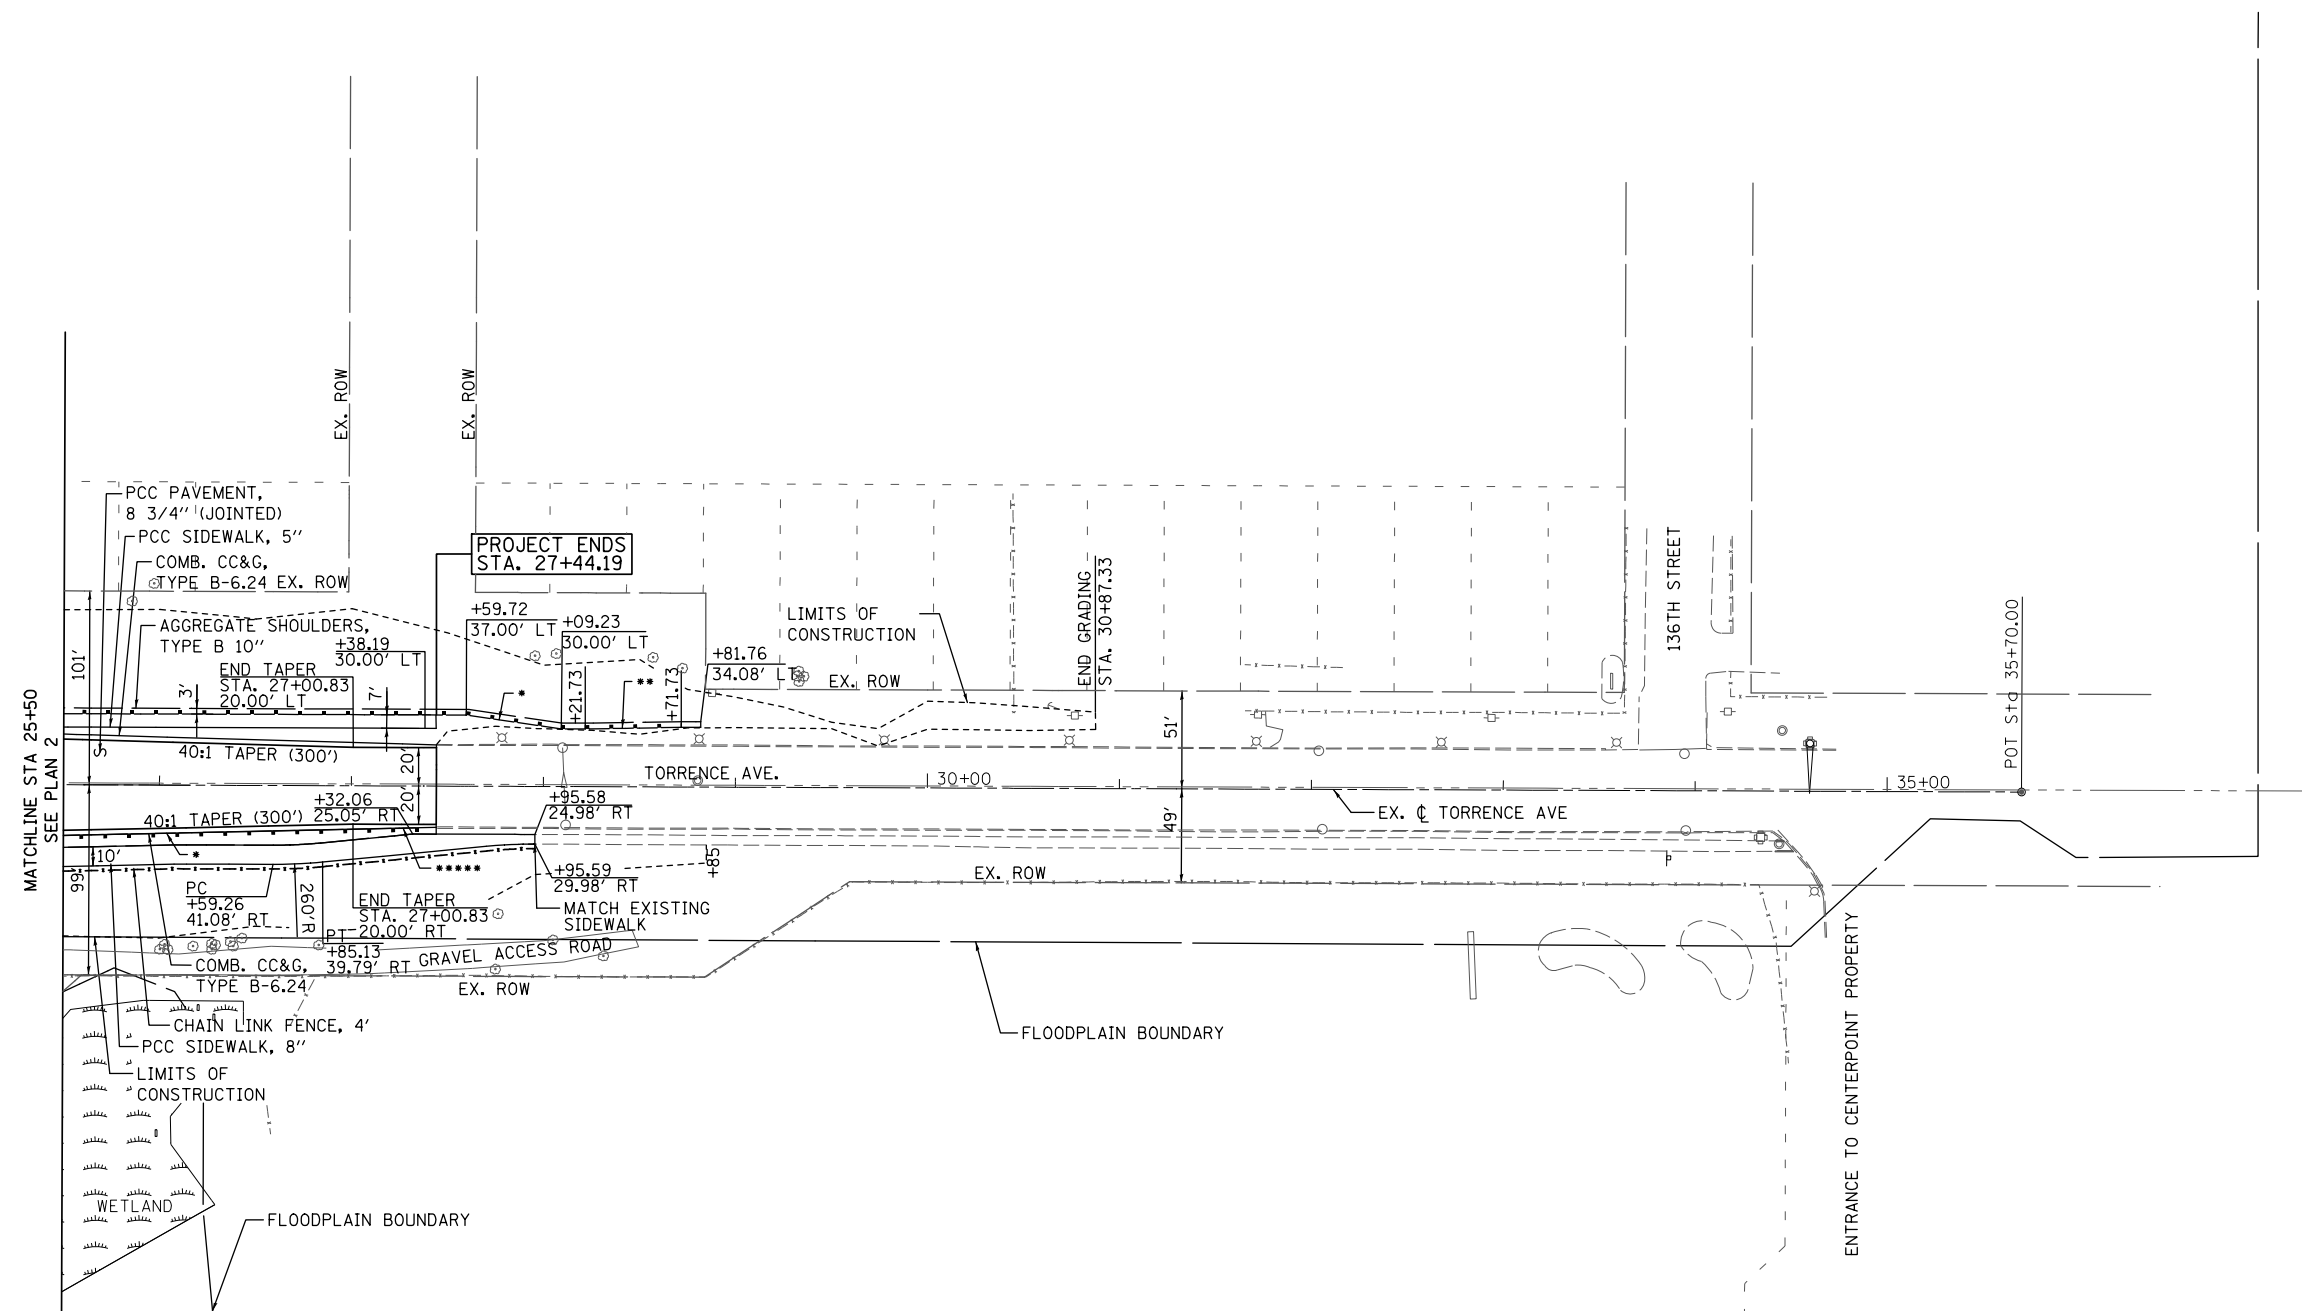 EX. ROW
EX. ROW
PCC PAVEMENT,
8 3/4" (JOINTED)
PCC SIDEWALK, 5"
COMB. CC&G,
TYPE B-6.24
EX. ROW
AGGREGATE SHOULDERS,
TYPE B 10"
+38.19
30.00' LT
END TAPER
STA. 27+00.83
20.00' LT
101'
3'
7'
5'
40:1 TAPER (300')
PROJECT ENDS
STA. 27+44.19
+59.72
37.00' LT
+09.23
30.00' LT
*
+21.73
**
+71.73
+81.76
34.08' LT
LIMITS OF
CONSTRUCTION
EX. ROW
END GRADING
STA. 30+87.33
136TH STREET
POT Sta 35+70.00
MATCHLINE STA 25+50
SEE PLAN 2
20'
20'
TORRENCE AVE.
30+00
35+00
51'
49'
EX. ℄ TORRENCE AVE
40:1 TAPER (300')
+32.06
25.05' RT
+95.58
24.98' RT
*
10'
99'
*****
+95.59
29.98' RT
+85
MATCH EXISTING
SIDEWALK
PC
+59.26
41.08' RT
260'R
END TAPER
STA. 27+00.83
20.00' RT
PT
+85.13
39.79' RT
GRAVEL ACCESS ROAD
EX. ROW
EX. ROW
COMB. CC&G,
TYPE B-6.24
CHAIN LINK FENCE, 4'
PCC SIDEWALK, 8"
LIMITS OF
CONSTRUCTION
FLOODPLAIN BOUNDARY
WETLAND
FLOODPLAIN BOUNDARY
ENTRANCE TO CENTERPOINT PROPERTY